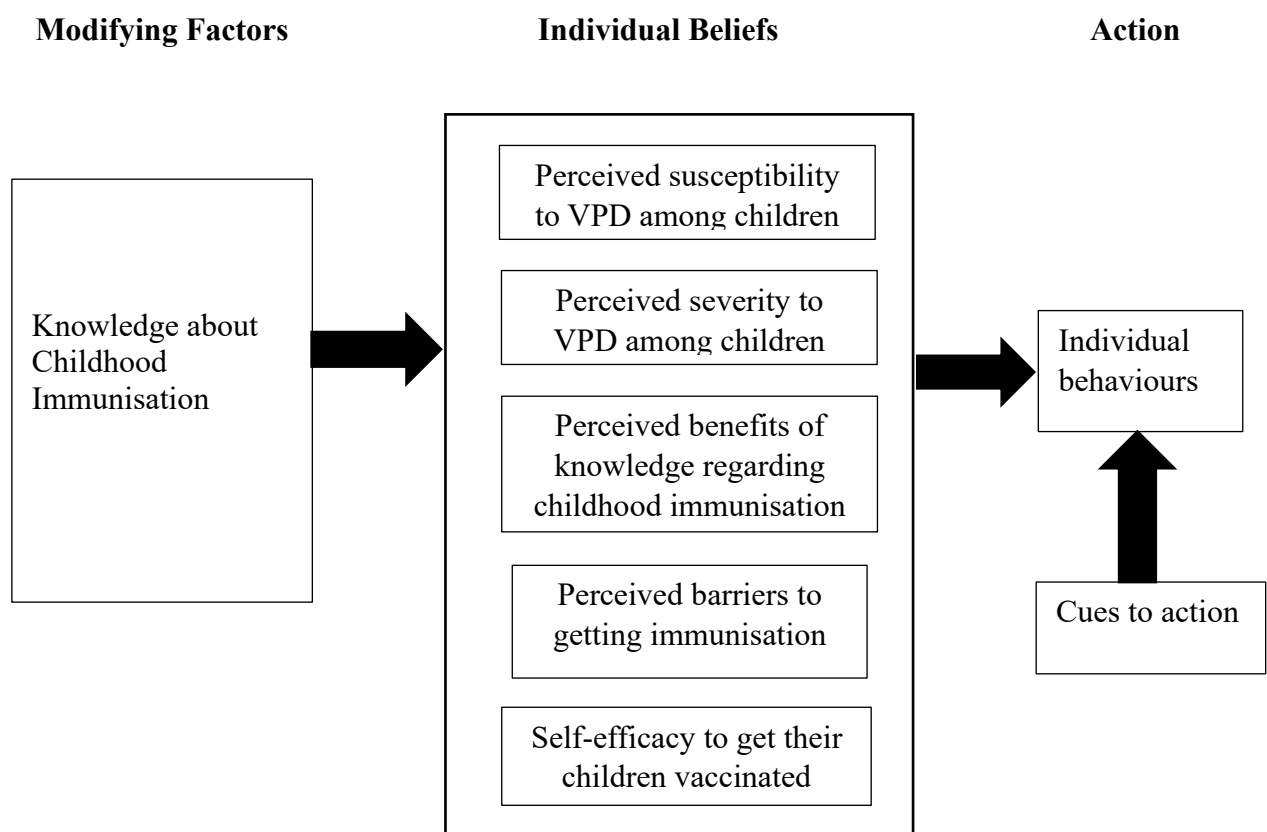 Modifying Factors
Individual Beliefs
Action
Knowledge about
Childhood
Immunisation
Perceived susceptibility
to VPD among children
Perceived severity to
VPD among children
Perceived benefits of
knowledge regarding
childhood immunisation
Perceived barriers to
getting immunisation
Self-efficacy to get their
children vaccinated
Individual
behaviours
Cues to action